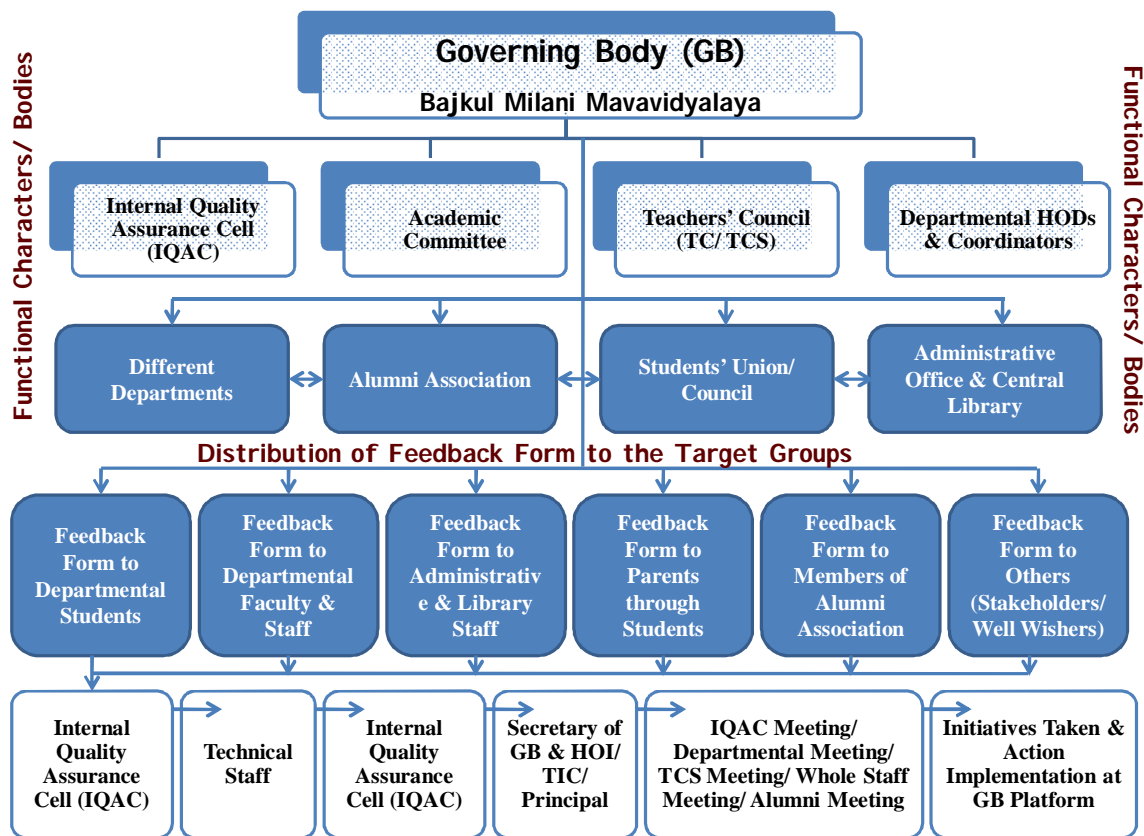 Governing Body (GB)
Bajkul Milani Mavavidyalaya
Functional Characters/ Bodies
Functional Characters/ Bodies
Internal Quality
Assurance Cell
(IQAC)
Academic
Committee
Teachers’ Council
(TC/ TCS)
Departmental HODs
& Coordinators
Different
Departments
Alumni Association
Students’ Union/
Council
Administrative
Office & Central
Library
Distribution of Feedback Form to the Target Groups
Feedback
Form to
Departmental
Students
Feedback
Form to
Departmental
Faculty &
Staff
Feedback
Form to
Administrativ
e & Library
Staff
Feedback
Form to
Parents
through
Students
Feedback
Form to
Members of
Alumni
Association
Feedback
Form to
Others
(Stakeholders/
Well Wishers)
Internal
Quality
Assurance
Cell (IQAC)
Technical
Staff
Internal
Quality
Assurance
Cell (IQAC)
Secretary of
GB & HOI/
TIC/
Principal
IQAC Meeting/
Departmental Meeting/
TCS Meeting/ Whole Staff
Meeting/ Alumni Meeting
Initiatives Taken &
Action
Implementation at
GB Platform